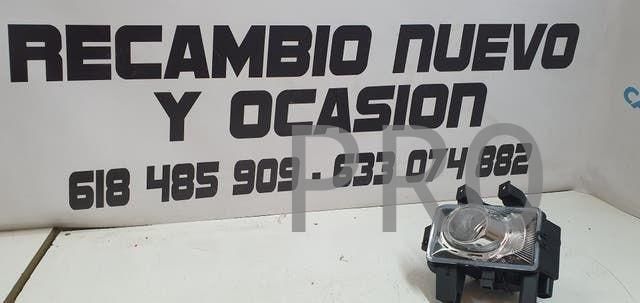 RECAMBIO NUEVO
Y OCASION
618 485 909 - 633 074 882
PRO